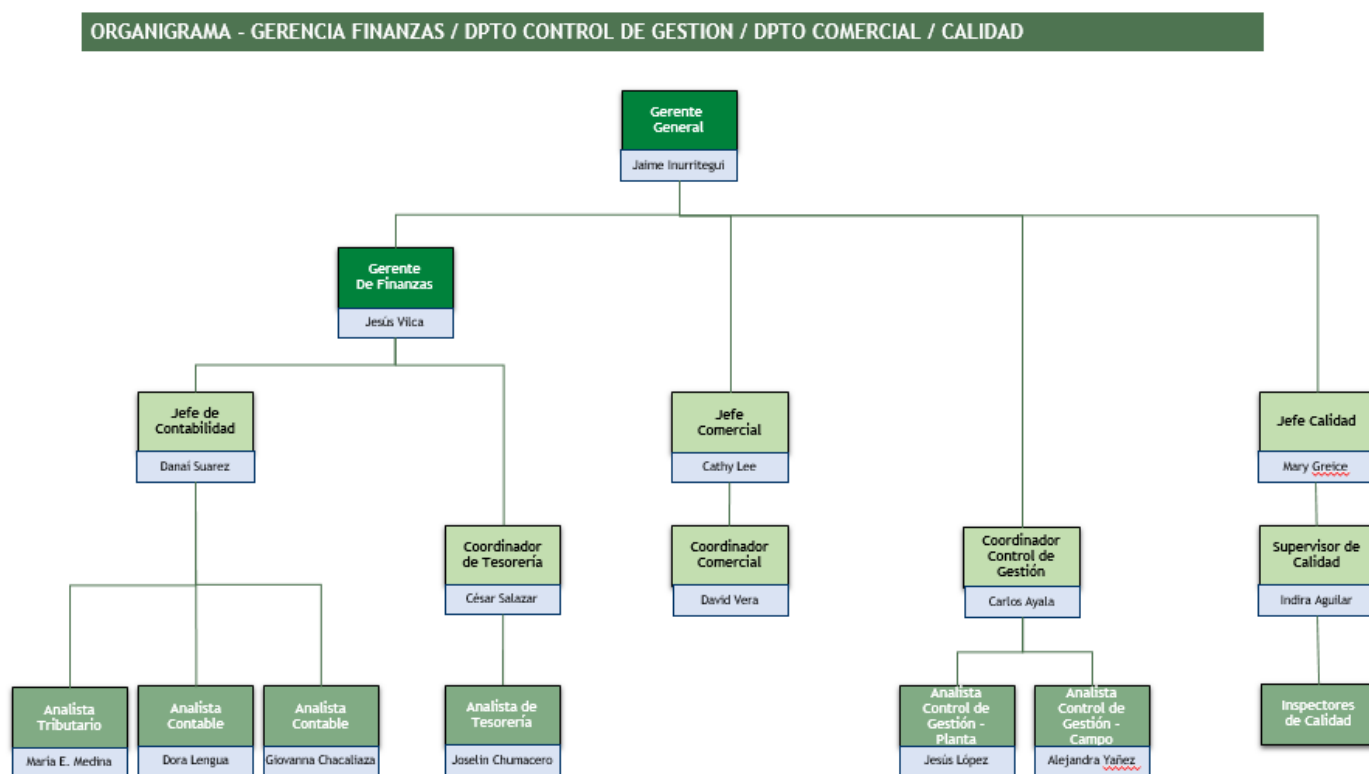 ORGANIGRAMA - GERENCIA FINANZAS / DPTO CONTROL DE GESTION / DPTO COMERCIAL / CALIDAD
Gerente
General
Jaime Inurritegui
Gerente
De Finanzas
Jesús Vilca
Jefe de
Contabilidad
Danaí Suarez
Jefe
Comercial
Cathy Lee
Jefe Calidad
Mary Greice
Coordinador
de Tesorería
César Salazar
Coordinador
Comercial
David Vera
Coordinador
Control de
Gestión
Carlos Ayala
Supervisor de
Calidad
Indira Aguilar
Analista
Tributario
María E. Medina
Analista
Contable
Dora Lengua
Analista
Contable
Giovanna Chacaliaza
Analista de
Tesorería
Joselin Chumacero
Analista
Control de
Gestión -
Planta
Jesús López
Analista
Control de
Gestión -
Campo
Alejandra Yañez
Inspectores
de Calidad